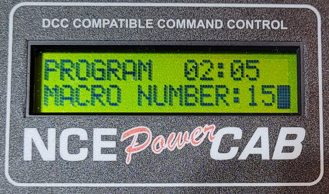 DCC COMPATIBLE COMMAND CONTROL
PROGRAM 02:05
MACRO NUMBER:15
NCE Power CAB